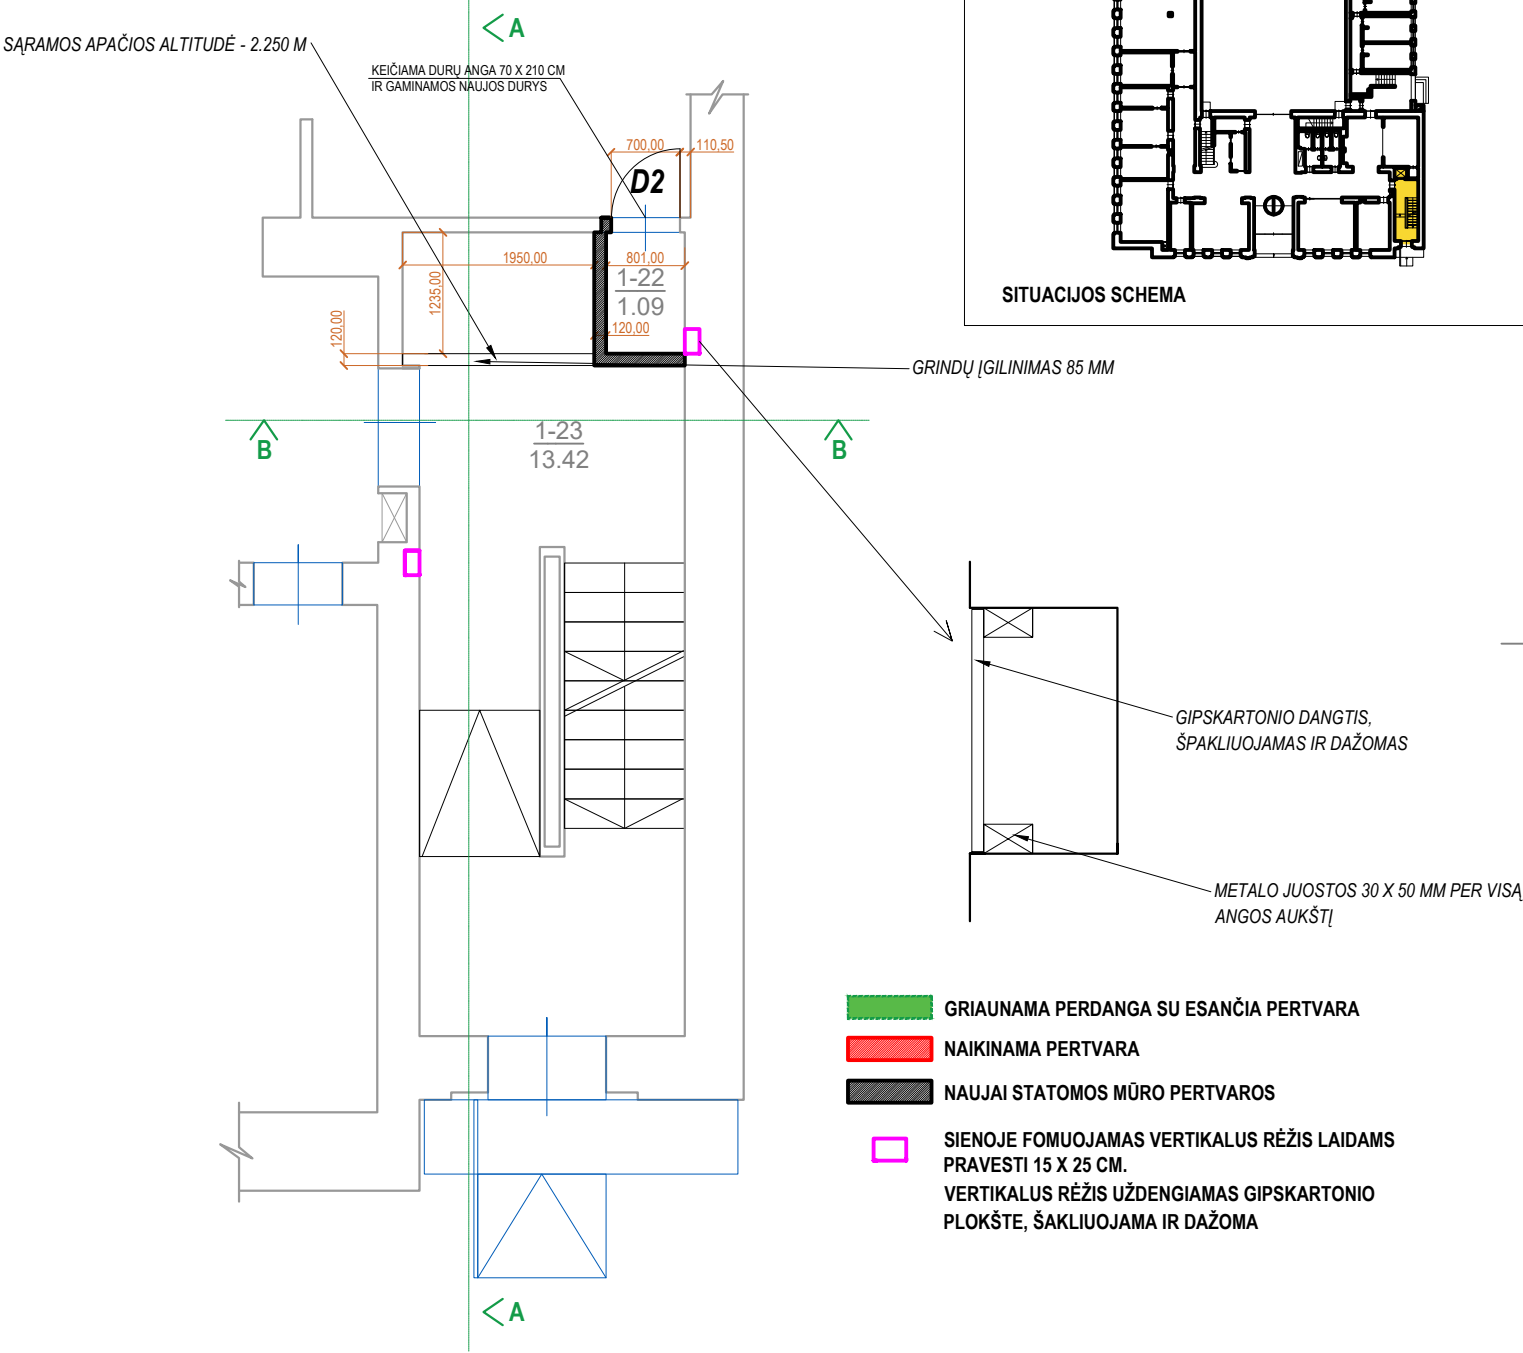 A
SĄRAMOS APAČIOS ALTITUDĖ - 2.250 M
KEIČIAMA DURŲ ANGA 70 X 210 CM
IR GAMINAMOS NAUJOS DURYS
700,00
110,50
D2
1950,00
801,00
1235,00
1-22
1.09
120,00
120,00
SITUACIJOS SCHEMA
GRINDŲ ĮGILINIMAS 85 MM
B
B
1-23
13.42
GIPSKARTONIO DANGTIS,
ŠPAKLIUOJAMAS IR DAŽOMAS
METALO JUOSTOS 30 X 50 MM PER VISĄ
ANGOS AUKŠTĮ
GRIAUNAMA PERDANGA SU ESANČIA PERTVARA
NAIKINAMA PERTVARA
NAUJAI STATOMOS MŪRO PERTVAROS
SIENOJE FOMUOJAMAS VERTIKALUS RĖŽIS LAIDAMS
PRAVESTI 15 X 25 CM.
VERTIKALUS RĖŽIS UŽDENGIAMAS GIPSKARTONIO
PLOKŠTE, ŠAKLIUOJAMA IR DAŽOMA
A